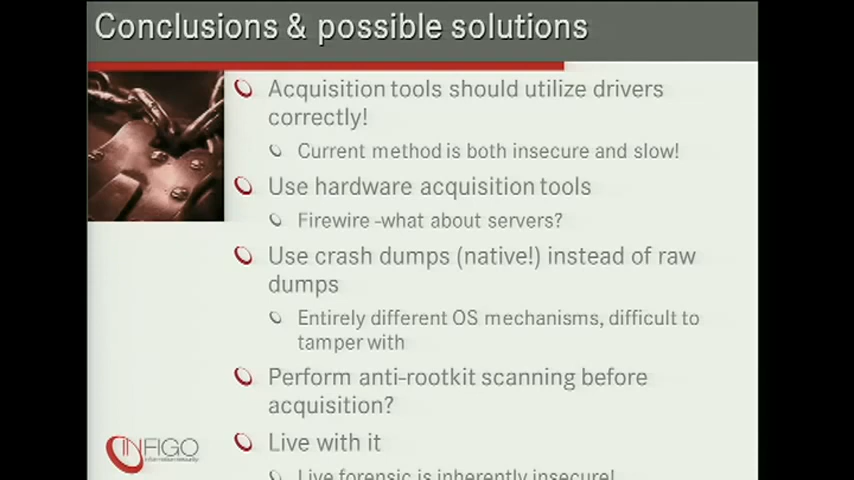 Conclusions & possible solutions
Acquisition tools should utilize drivers
correctly!
Current method is both insecure and slow!
Use hardware acquisition tools
Firewire -what about servers?
Use crash dumps (native!) instead of raw
dumps
Entirely different OS mechanisms, difficult to
tamper with
Perform anti-rootkit scanning before
acquisition?
Live with it
Live forensic is inherently insecure!
INFIGO